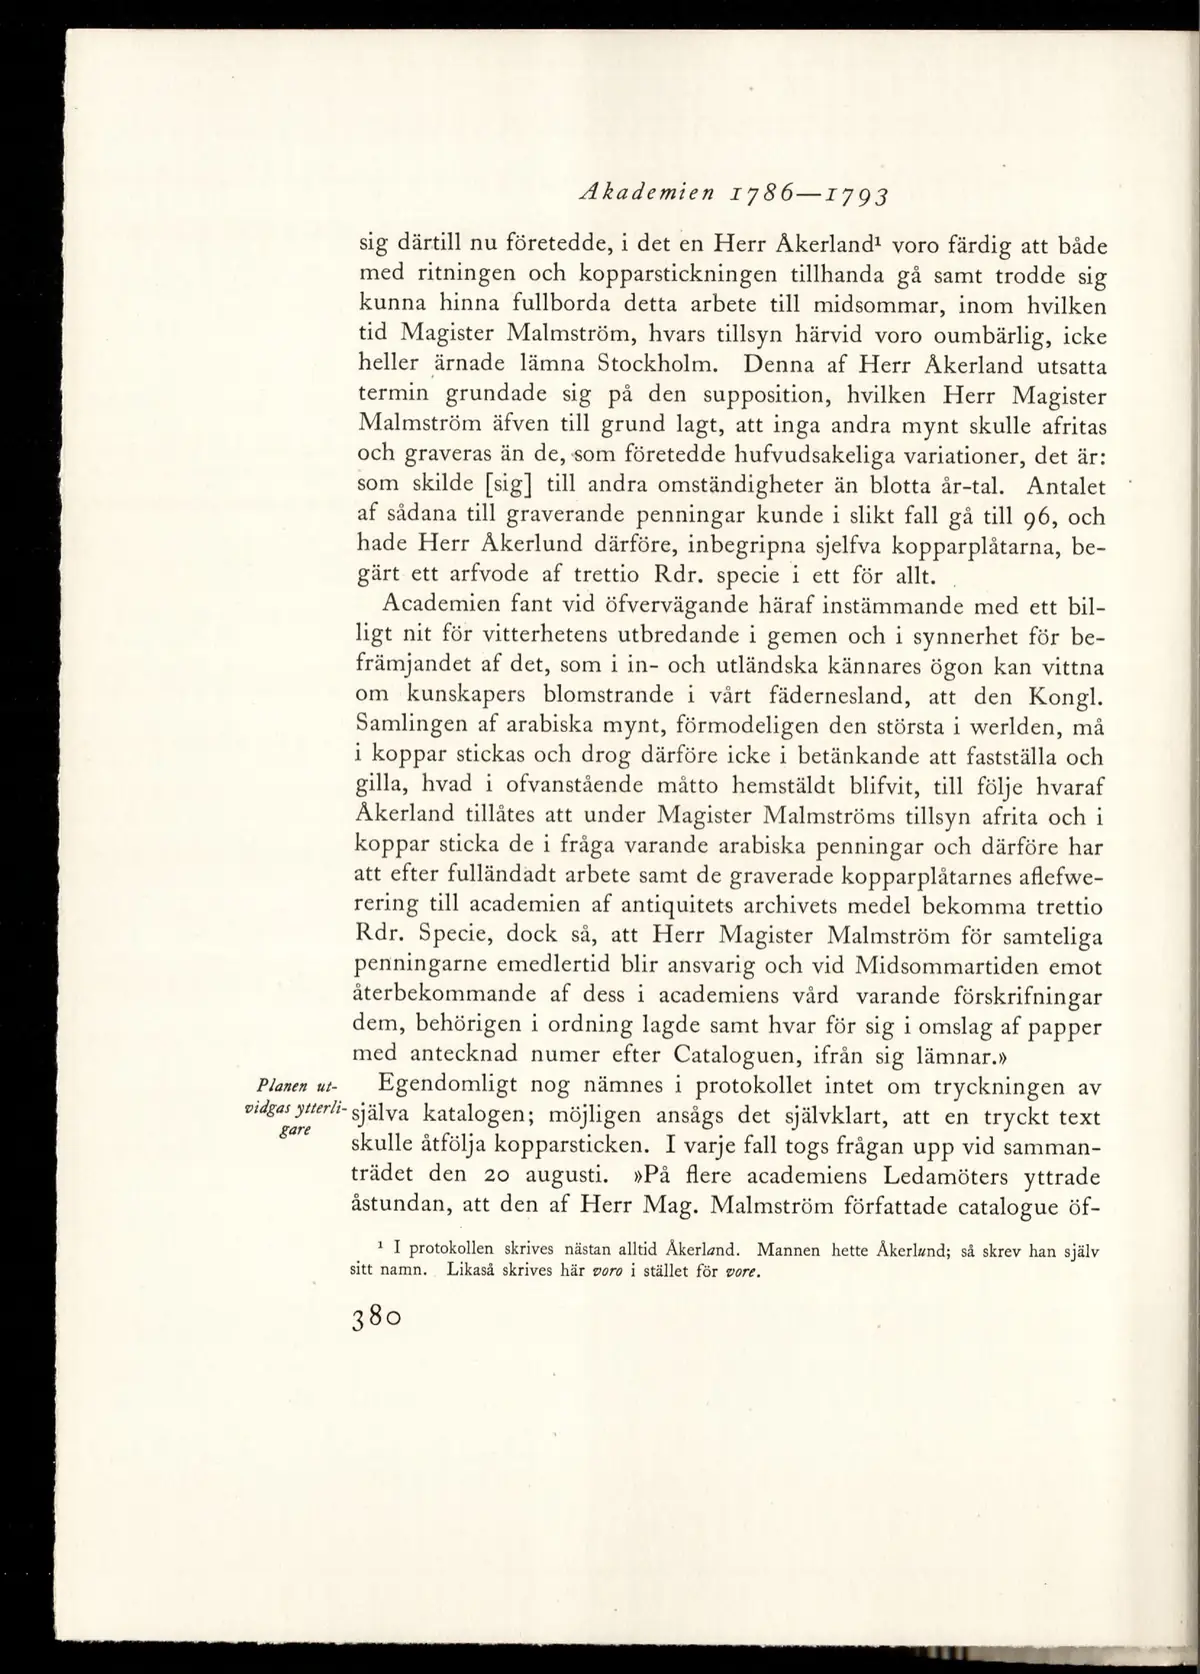 Akademien 1786—1793
sig därtill nu företedde, i det en Herr Åkerland¹ voro färdig att både
med ritningen och kopparstickningen tillhanda gå samt trodde sig
kunna hinna fullborda detta arbete till midsommar, inom hvilken
tid Magister Malmström, hvars tillsyn härvid voro oumbärlig, icke
heller ärnade lämna Stockholm. Denna af Herr Åkerland utsatta
termin grundade sig på den supposition, hvilken Herr Magister
Malmström äfven till grund lagt, att inga andra mynt skulle afritas
och graveras än de, som företedde hufvudsakeliga variationer, det är:
som skilde [sig] till andra omständigheter än blotta år-tal. Antalet
af sådana till graverande penningar kunde i slikt fall gå till 96, och
hade Herr Åkerlund därföre, inbegripna sjelfva kopparplåtarna, be-
gärt ett arfvode af trettio Rdr. specie i ett för allt.
Academien fant vid öfvervägande häraf instämmande med ett bil-
ligt nit för vitterhetens utbredande i gemen och i synnerhet för be-
främjandet af det, som i in- och utländska kännares ögon kan vittna
om kunskapers blomstrande i vårt fädernesland, att den Kongl.
Samlingen af arabiska mynt, förmodeligen den största i werlden, må
i koppar stickas och drog därföre icke i betänkande att fastställa och
gilla, hvad i ofvanstående måtto hemstäldt blifvit, till följe hvaraf
Åkerland tillåtes att under Magister Malmströms tillsyn afrita och i
koppar sticka de i fråga varande arabiska penningar och därföre har
att efter fulländadt arbete samt de graverade kopparplåtarnes aflefwe-
rering till academien af antiquitets archivets medel bekomma trettio
Rdr. Specie, dock så, att Herr Magister Malmström för samteliga
penningarne emedlertid blir ansvarig och vid Midsommartiden emot
återbekommande af dess i academiens vård varande förskrifningar
dem, behörigen i ordning lagde samt hvar för sig i omslag af papper
med antecknad numer efter Cataloguen, ifrån sig lämnar.»
Planen ut-
vidgas ytterli-
gare
Egendomligt nog nämnes i protokollet intet om tryckningen av
själva katalogen; möjligen ansågs det självklart, att en tryckt text
skulle åtfölja kopparsticken. I varje fall togs frågan upp vid samman-
trädet den 20 augusti. »På flere academiens Ledamöters yttrade
åstundan, att den af Herr Mag. Malmström författade catalogue öf-
¹ I protokollen skrives nästan alltid Åkerland. Mannen hette Åkerlund; så skrev han själv
sitt namn. Likaså skrives här voro i stället för vore.
380